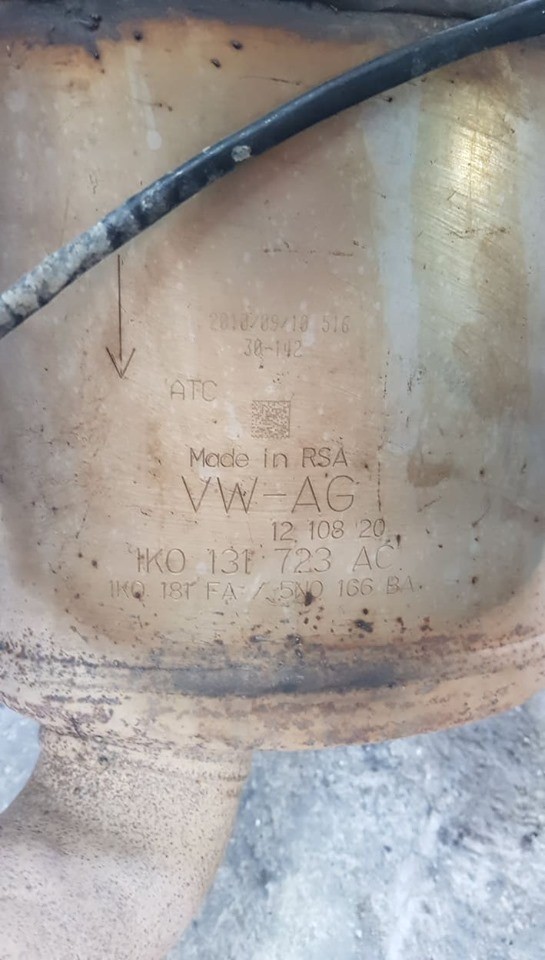 2010/09/10 516
30-142
ATC
Made in RSA
VW-AG
12 108 20
1K0 131 723 AC
1K0 181 FA / 5N0 166 BA